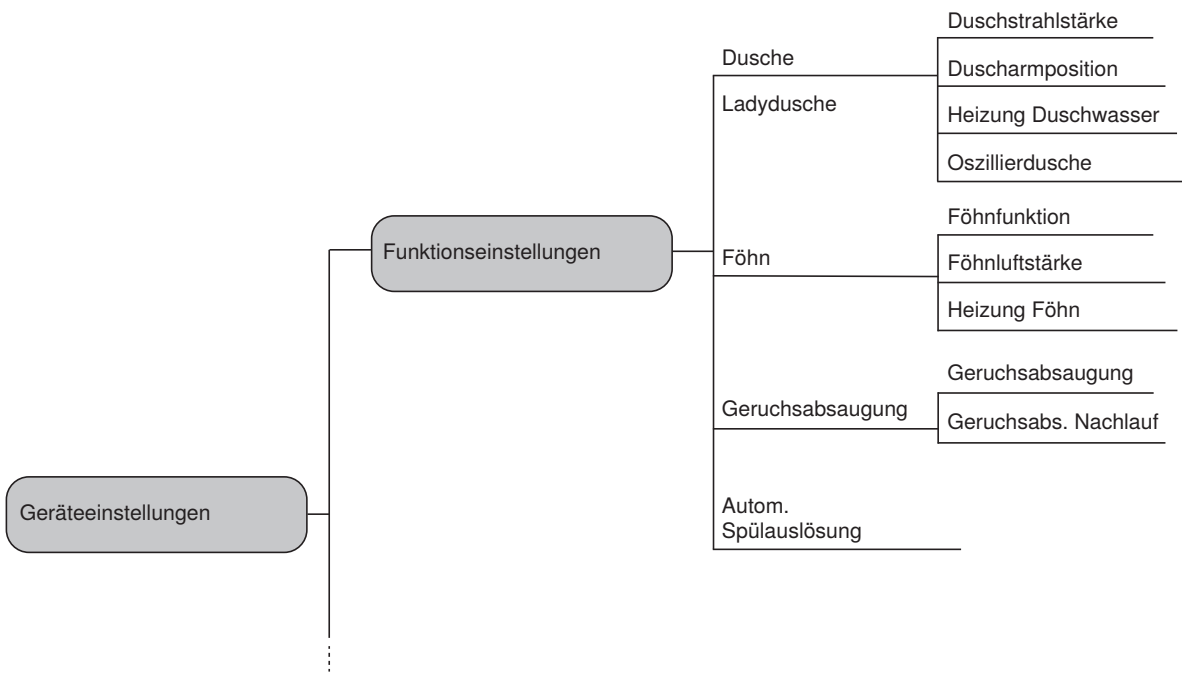 Geräteeinstellungen
Funktionseinstellungen
Dusche
Ladydusche
Duschstrahlstärke
Duscharmposition
Heizung Duschwasser
Oszillierdusche
Föhn
Föhnfunktion
Föhnluftstärke
Heizung Föhn
Geruchsabsaugung
Geruchsabsaugung
Geruchsabs. Nachlauf
Autom.
Spülauslösung